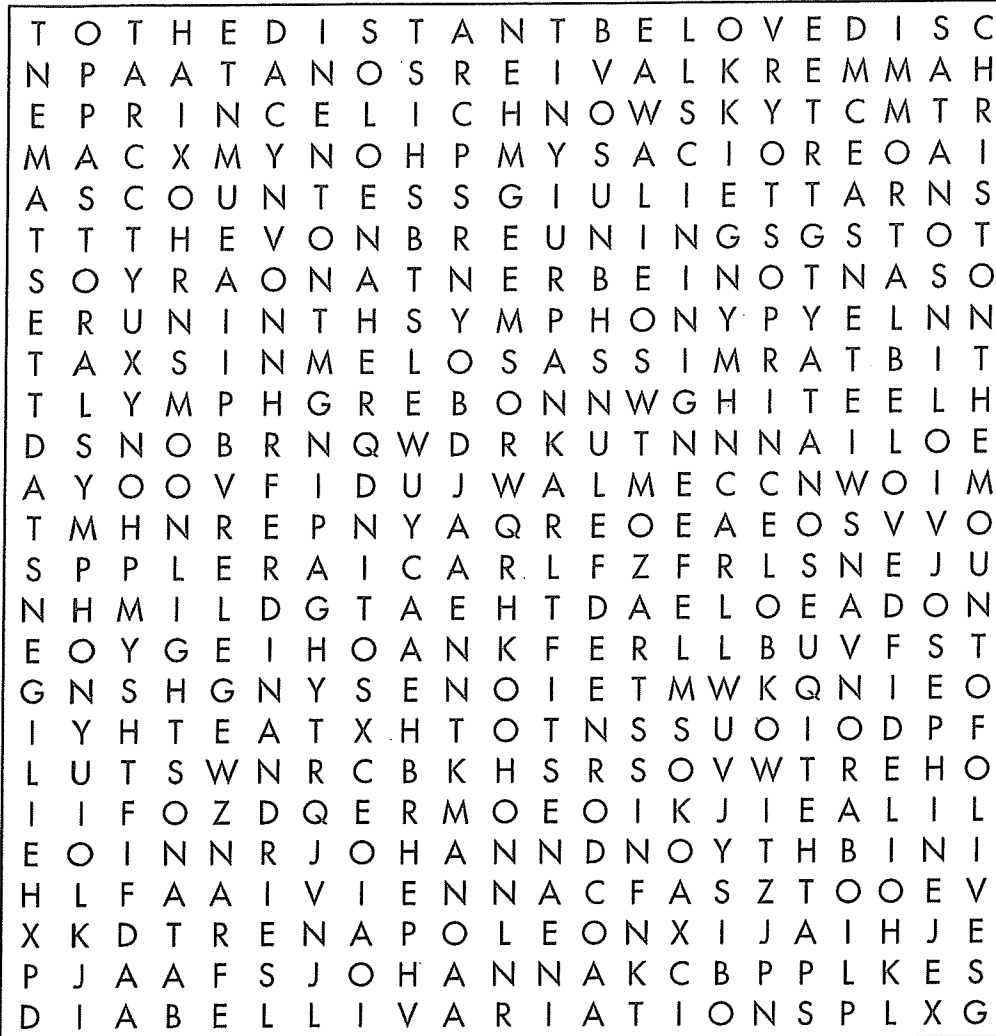 T O T H E D I S T A N T B E L O V E D I S C
N P A A T A N O S R E I V A L K R E M M A H
E P R I N C E L I C H N O W S K Y T C M T R
M A C X M Y N O H P M Y S A C I O R E O A I
A S C O U N T E S S G I U L I E T T A R N S
T T T H E V O N B R E U N I N G S G S T O T
S O Y R A O N A T N E R B E I N O T N A S O
E R U N I N T H S Y M P H O N Y P Y E L N N
T A X S I N M E L O S A S S I M R A T B I T
T L Y M P H G R E B O N N W G H I T E E L H
D S N O B R N Q W D R K U T N N N A I L O E
A Y O O V F I D U J W A L M E C C N W O I M
T M H N R E P N Y A Q R E O E A E O S V V O
S P P L E R A I C A R L F Z F R L S N E J U
N H M I L D G T A E H T D A E L O E A D O N
E O Y G E I H O A N K F E R L L B U V F S T
G N S H G N Y S E N O I E T M W K Q N I E O
I Y H T E A T X H T O T N S S U O I O D P F
L U T S W N R C B K H S R S O V W T R E H O
I I F O Z D Q E R M O E O I K J I E A L I L
E O I N N R J O H A N N D N O Y T H B I N I
H L F A A I V I E N N A C F A S Z T O O E V
X K D T R E N A P O L E O N X I J A I H J E
P J A A F S J O H A N N A K C B P P L K E S
D I A B E L L I V A R I A T I O N S P L X G